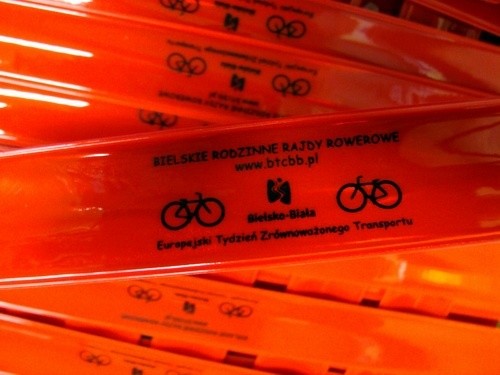 BIELSKIE RODZINNE RAJDY ROWEROWE
www.btcbb.pl
Bielsko-Biała
Europejski Tydzień Zrównoważonego Transportu